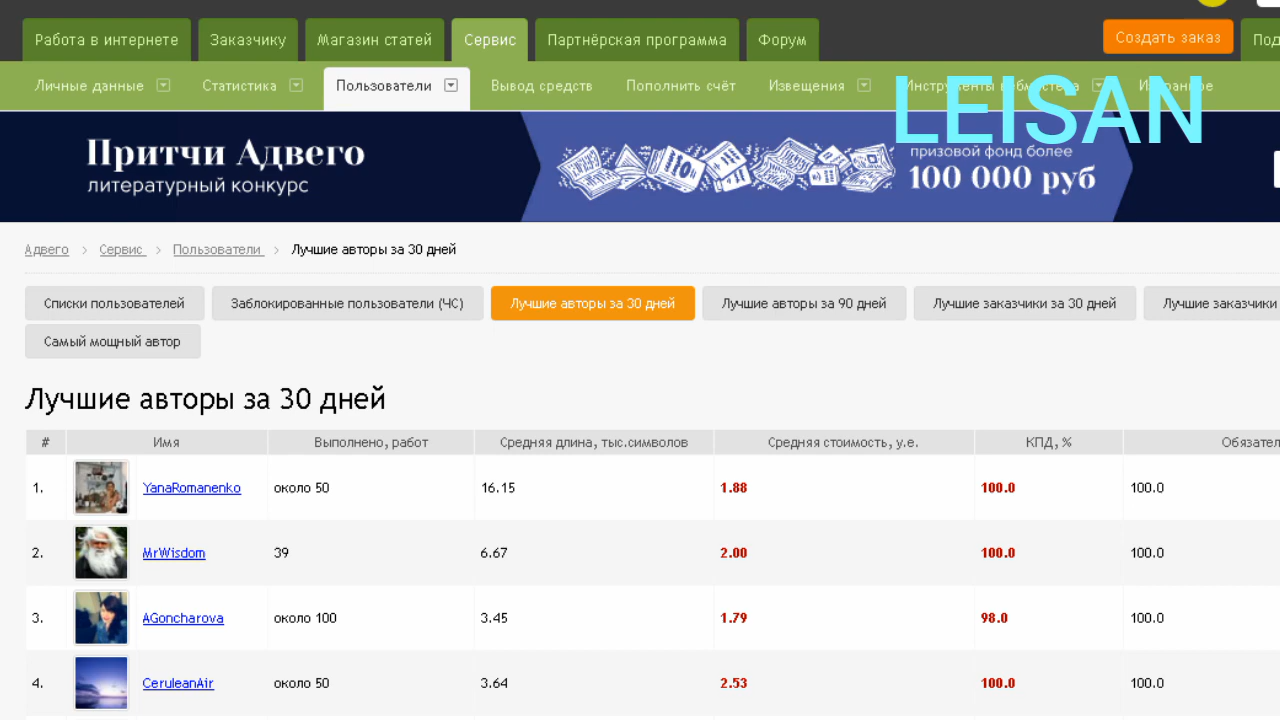 Работа в интернете Заказчику Магазин статей Сервис Партнёрская программа Форум Создать заказ
Личные данные Статистика Пользователи Вывод средств Пополнить счёт Извещения Инструменты
LEISAN
Притчи Адвего
литературный конкурс
призовой фонд более
100 000 руб
Адвего > Сервис > Пользователи > Лучшие авторы за 30 дней
Списки пользователей Заблокированные пользователи (ЧС) Лучшие авторы за 30 дней Лучшие авторы за 90 дней Лучшие заказчики за 30 дней Лучшие заказчики
Самый мощный автор
Лучшие авторы за 30 дней
# Имя Выполнено, работ Средняя длина, тыс.символов Средняя стоимость, у.е. КПД, %
1. YanaRomanenko около 50 16.15 1.88 100.0 100.0
2. MrWisdom 39 6.67 2.00 100.0 100.0
3. AGoncharova около 100 3.45 1.79 98.0 100.0
4. CeruleanAir около 50 3.64 2.53 100.0 100.0